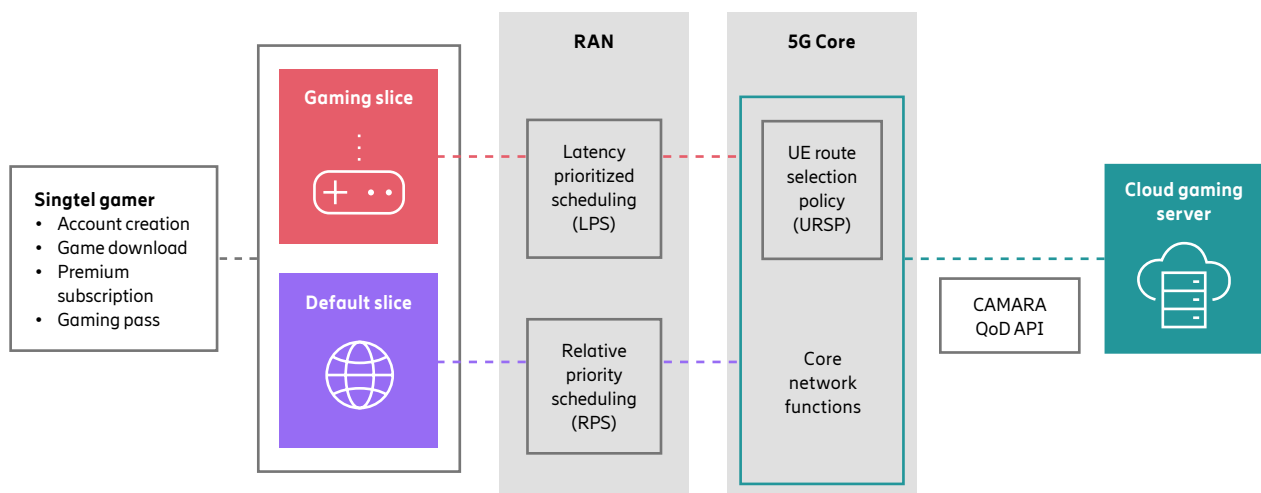 Singtel gamer
• Account creation
• Game download
• Premium
subscription
• Gaming pass
Gaming slice
Default slice
RAN
Latency
prioritized
scheduling
(LPS)
Relative
priority
scheduling
(RPS)
5G Core
UE route
selection
policy
(URSP)
Core
network
functions
CAMARA
QoD API
Cloud gaming
server